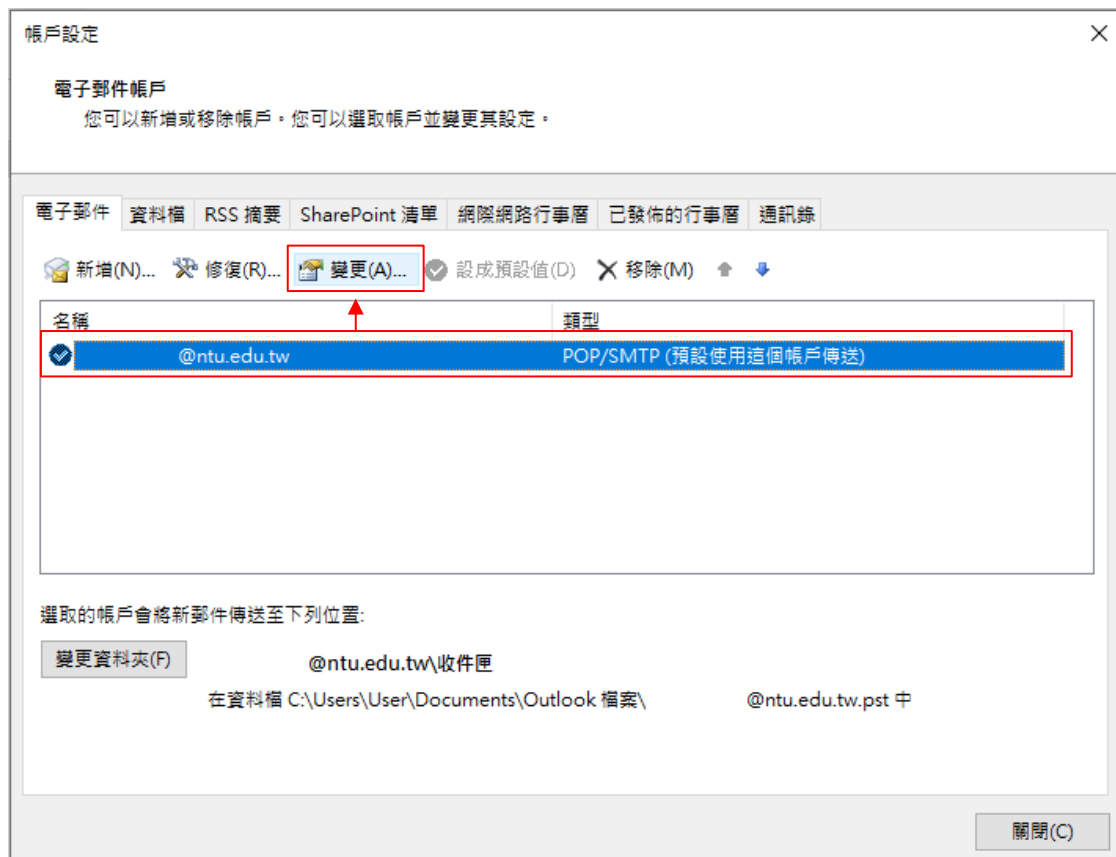 帳戶設定
電子郵件帳戶
您可以新增或移除帳戶。您可以選取帳戶並變更其設定。
電子郵件 資料檔 RSS 摘要 SharePoint 清單 網際網路行事曆 已發佈的行事曆 通訊錄
新增(N)... 修復(R)... 變更(A)... 設成預設值(D) 移除(M)
名稱 類型
@ntu.edu.tw POP/SMTP (預設使用這個帳戶傳送)
選取的帳戶會將新郵件傳送至下列位置:
變更資料夾(F) @ntu.edu.tw\收件匣
在資料檔 C:\Users\User\Documents\Outlook 檔案\ @ntu.edu.tw.pst 中
關閉(C)